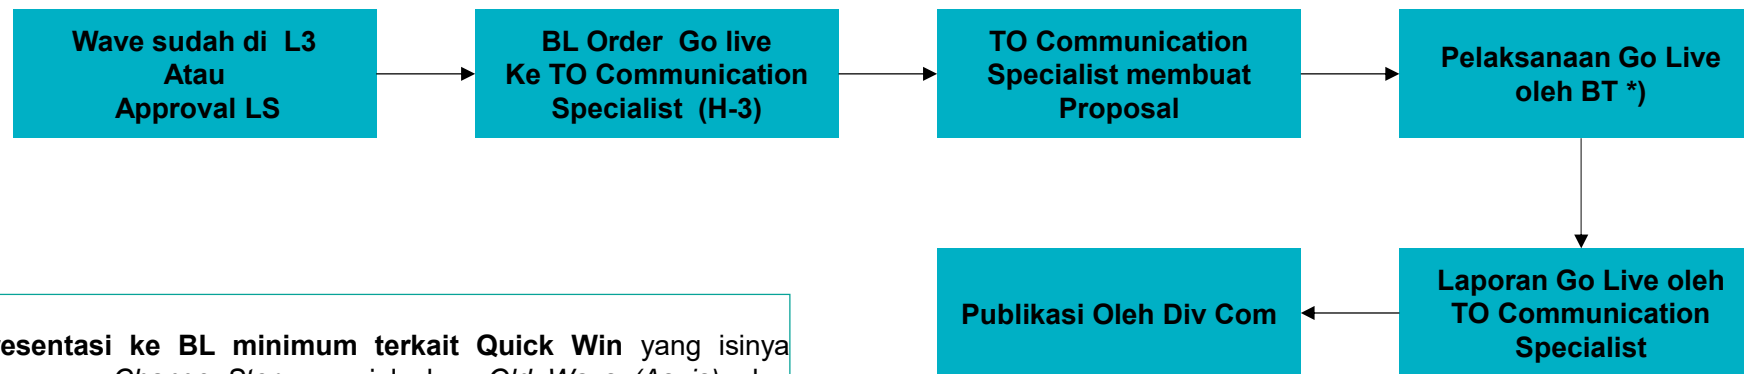 Wave sudah di L3
Atau
Approval LS
BL Order Go live
Ke TO Communication
Specialist (H-3)
TO Communication
Specialist membuat
Proposal
Pelaksanaan Go Live
oleh BT *)
Laporan Go Live oleh
TO Communication
Specialist
Publikasi Oleh Div Com
ke BL minimum terkait Quick Win yang isinya